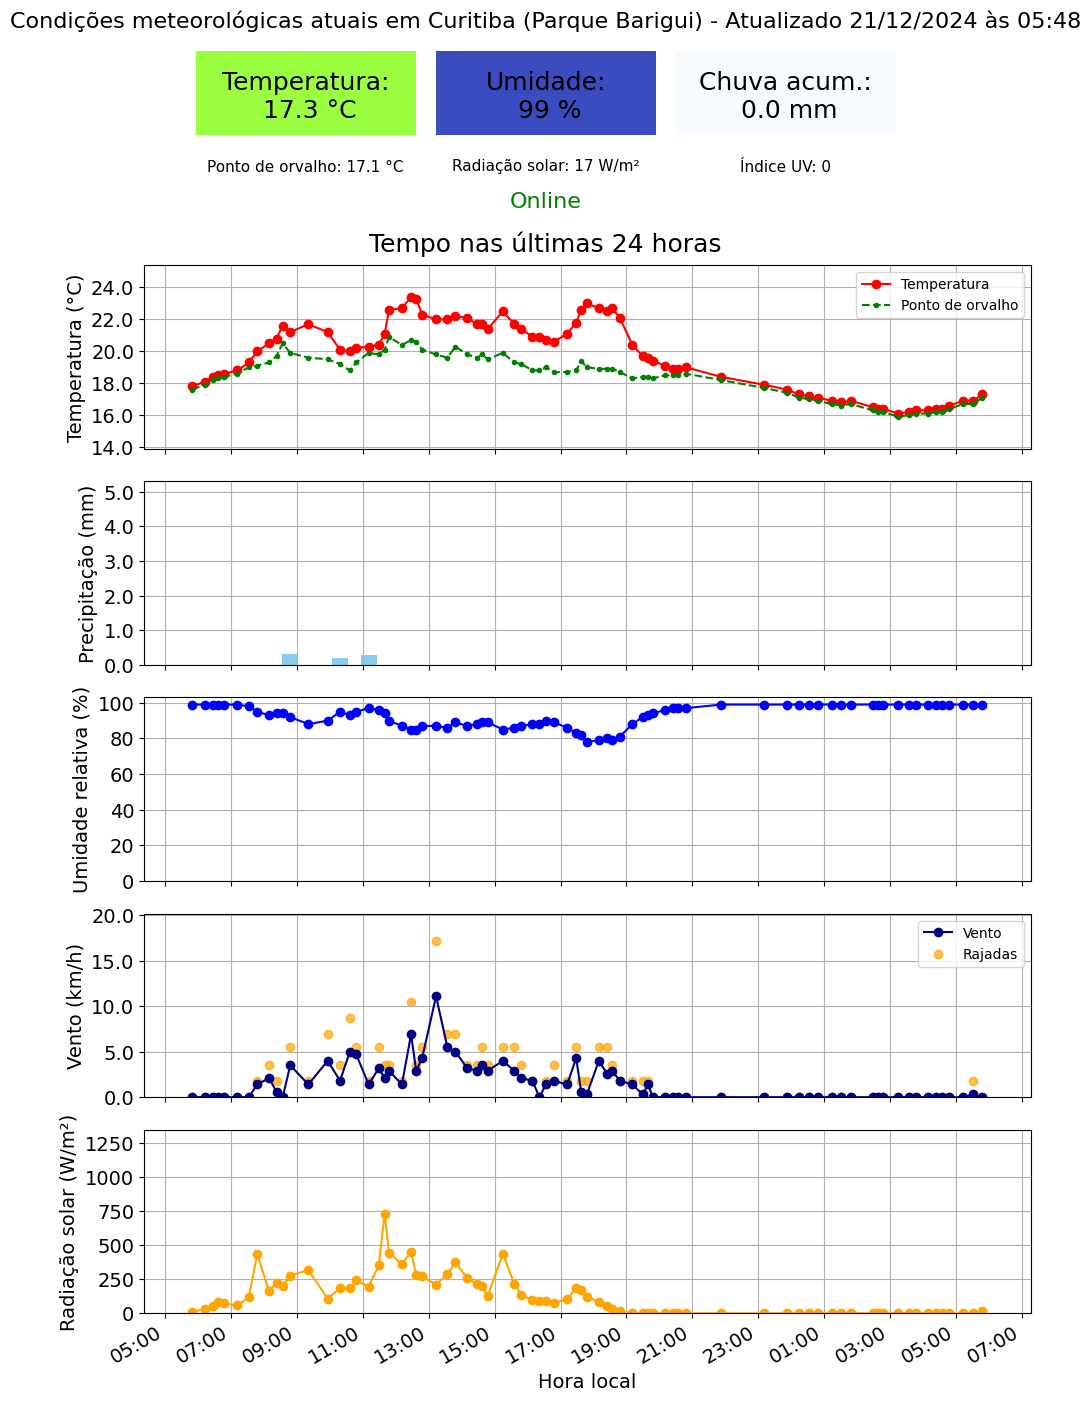 Condições meteorológicas atuais em Curitiba (Parque Barigui) - Atualizado 21/12/2024 às 05:48
Temperatura:
17.3 °C
Umidade:
99 %
Chuva acum.:
0.0 mm
Ponto de orvalho: 17.1 °C
Radiação solar: 17 W/m²
Índice UV: 0
Online
Tempo nas últimas 24 horas
Temperatura (°C)
24.0
22.0
20.0
18.0
16.0
14.0
Temperatura
Ponto de orvalho
Precipitação (mm)
5.0
4.0
3.0
2.0
1.0
0.0
Umidade relativa (%)
100
80
60
40
20
0
Vento (km/h)
20.0
15.0
10.0
5.0
0.0
Vento
Rajadas
Radiação solar (W/m²)
1250
1000
750
500
250
0
05:00
07:00
09:00
11:00
13:00
15:00
17:00
19:00
21:00
23:00
01:00
03:00
05:00
07:00
Hora local